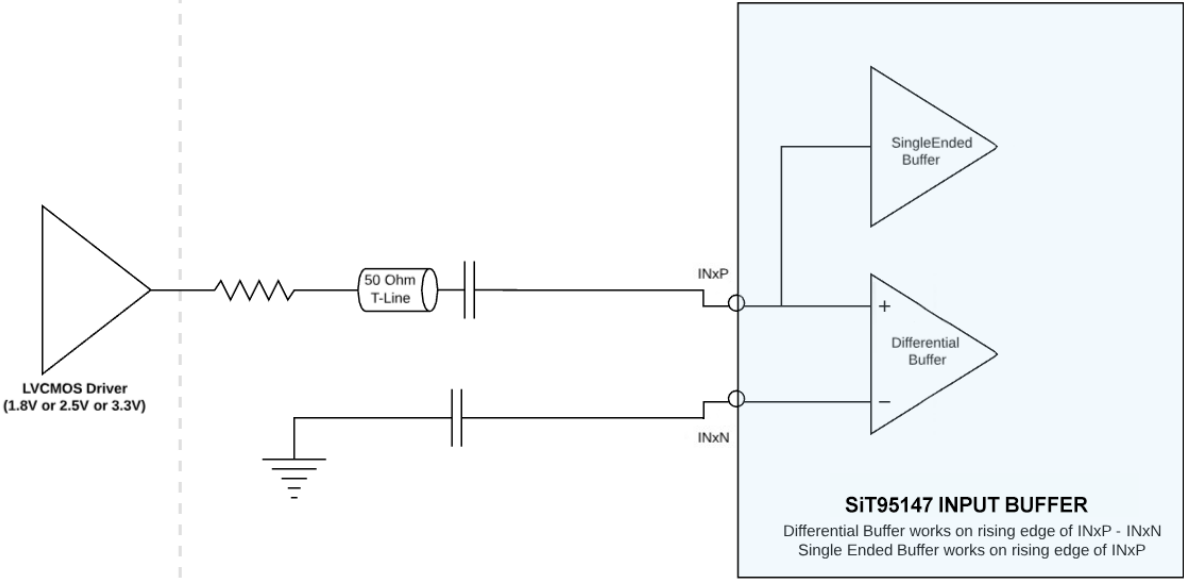 SingleEnded
Buffer
INxP
50 Ohm
T-Line
+
Differential
Buffer
LVCMOS Driver
(1.8V or 2.5V or 3.3V)
−
INxN
SiT95147 INPUT BUFFER
Differential Buffer works on rising edge of INxP - INxN
Single Ended Buffer works on rising edge of INxP